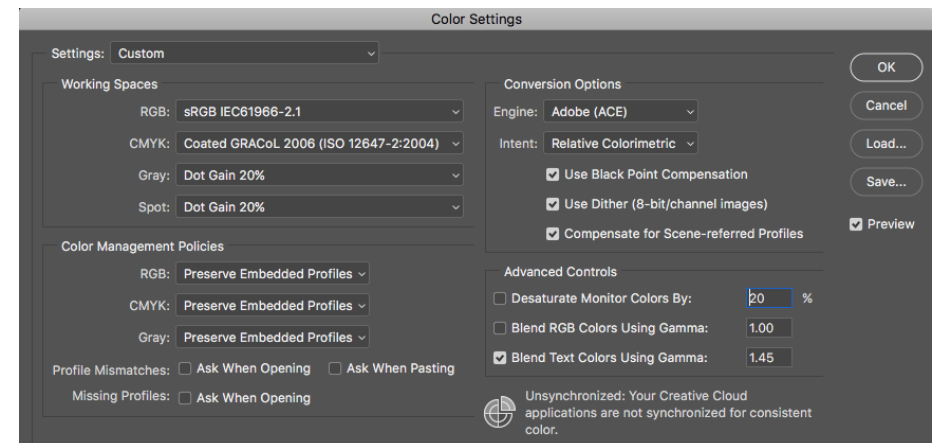 Color Settings
Settings: Custom
Working Spaces
RGB: sRGB IEC61966-2.1
CMYK: Coated GRACoL 2006 (ISO 12647-2:2004)
Gray: Dot Gain 20%
Spot: Dot Gain 20%
Color Management Policies
RGB: Preserve Embedded Profiles
CMYK: Preserve Embedded Profiles
Gray: Preserve Embedded Profiles
Profile Mismatches: Ask When Opening Ask When Pasting
Missing Profiles: Ask When Opening
Conversion Options
Engine: Adobe (ACE)
Intent: Relative Colorimetric
Use Black Point Compensation
Use Dither (8-bit/channel images)
Compensate for Scene-referred Profiles
Advanced Controls
Desaturate Monitor Colors By: 20 %
Blend RGB Colors Using Gamma: 1.00
Blend Text Colors Using Gamma: 1.45
Unsynchronized: Your Creative Cloud
applications are not synchronized for consistent
color.
OK
Cancel
Load...
Save...
Preview